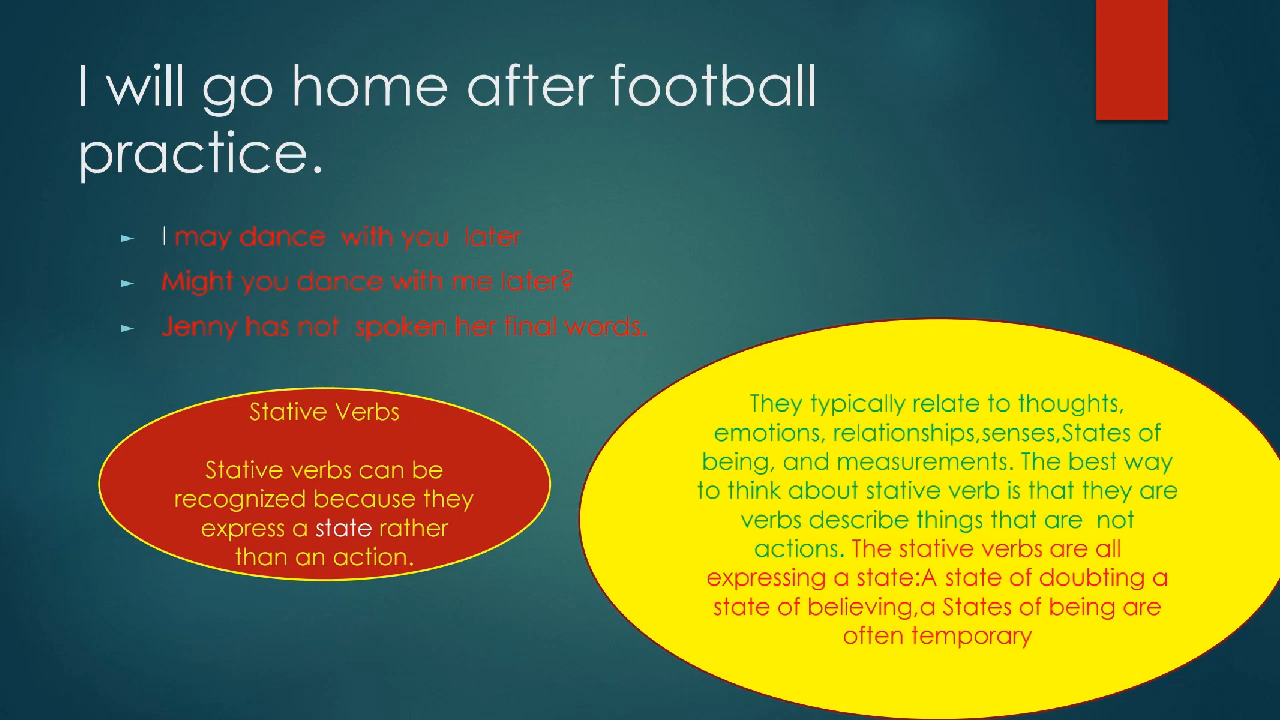 I will go home after football
practice.
I may dance with you later
Might you dance with me later?
Jenny has not spoken her final words.
Stative Verbs
Stative verbs can be
recognized because they
express a state rather
than an action.
They typically relate to thoughts,
emotions, relationships,senses,States of
being, and measurements. The best way
to think about stative verb is that they are
verbs describe things that are not
actions. The stative verbs are all
expressing a state:A state of doubting a
state of believing,a States of being are
often temporary